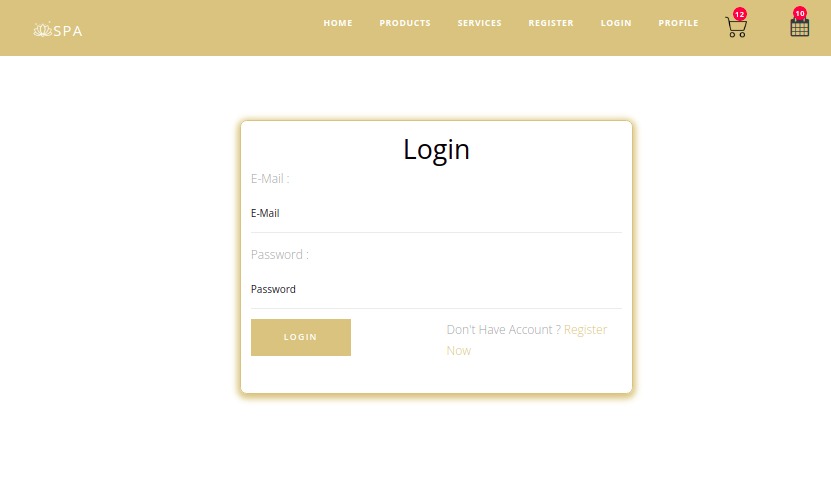 SPA
HOME PRODUCTS SERVICES REGISTER LOGIN PROFILE 12 10
Login
E-Mail :
E-Mail
Password :
Password
LOGIN
Don't Have Account ? Register
Now